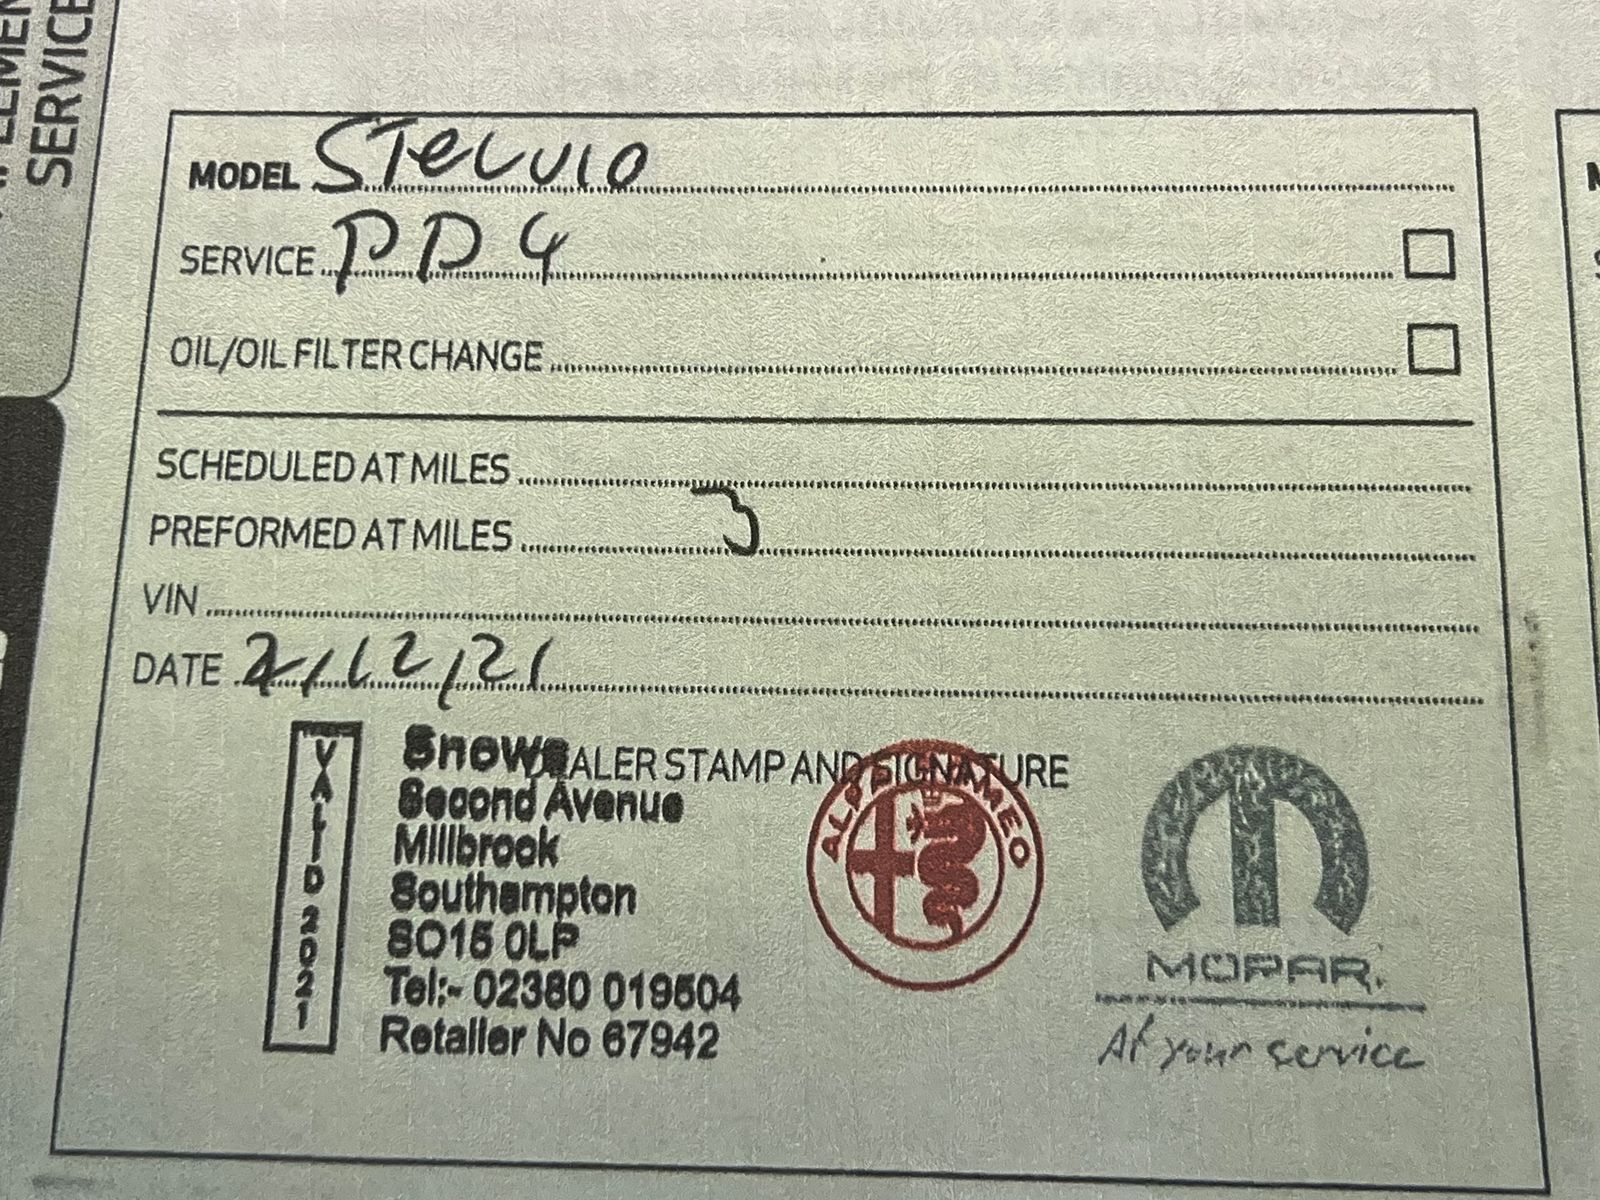 SERVICE
MODEL STELVIO
SERVICE PD4
OIL/OIL FILTER CHANGE
SCHEDULED AT MILES
PREFORMED AT MILES 3
VIN
DATE 2/12/21
DEALER STAMP AND SIGNATURE
VALID 2021
Snows
Second Avenue
Millbrook
Southampton
SO15 0LP
Tel:- 02380 019504
Retailer No 67942
ALFA ROMEO
MOPAR.
At your service